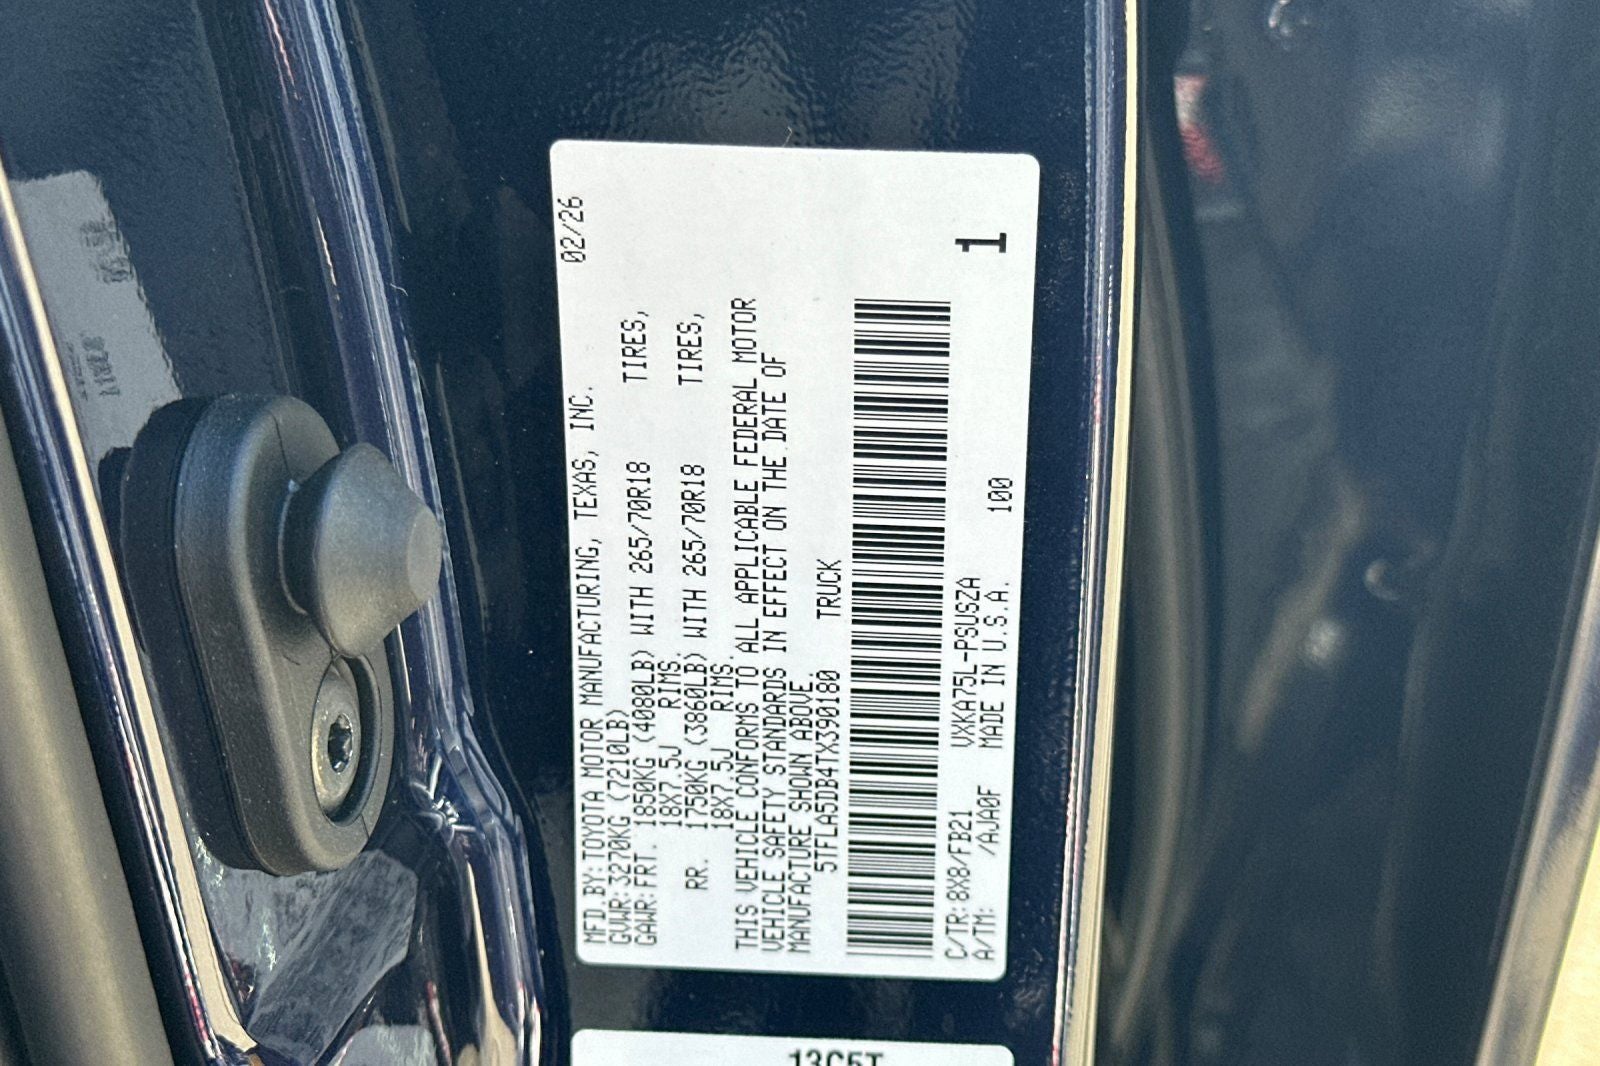 MFD.BY:TOYOTA MOTOR MANUFACTURING, TEXAS, INC. 02/26
GVWR:3270KG (7210LB)
GAWR:FRT. 1850KG (4080LB) WITH 265/70R18 TIRES,
18X7.5J RIMS.
RR. 1750KG (3860LB) WITH 265/70R18 TIRES,
18X7.5J RIMS.
THIS VEHICLE CONFORMS TO ALL APPLICABLE FEDERAL MOTOR
VEHICLE SAFETY STANDARDS IN EFFECT ON THE DATE OF
MANUFACTURE SHOWN ABOVE.
5TFLA5DB4TX390180 TRUCK
C/TR:8X8/FB21 VXKA75L-PSUSZA
A/TM: /AJA0F MADE IN U.S.A. 100 1
13C5T